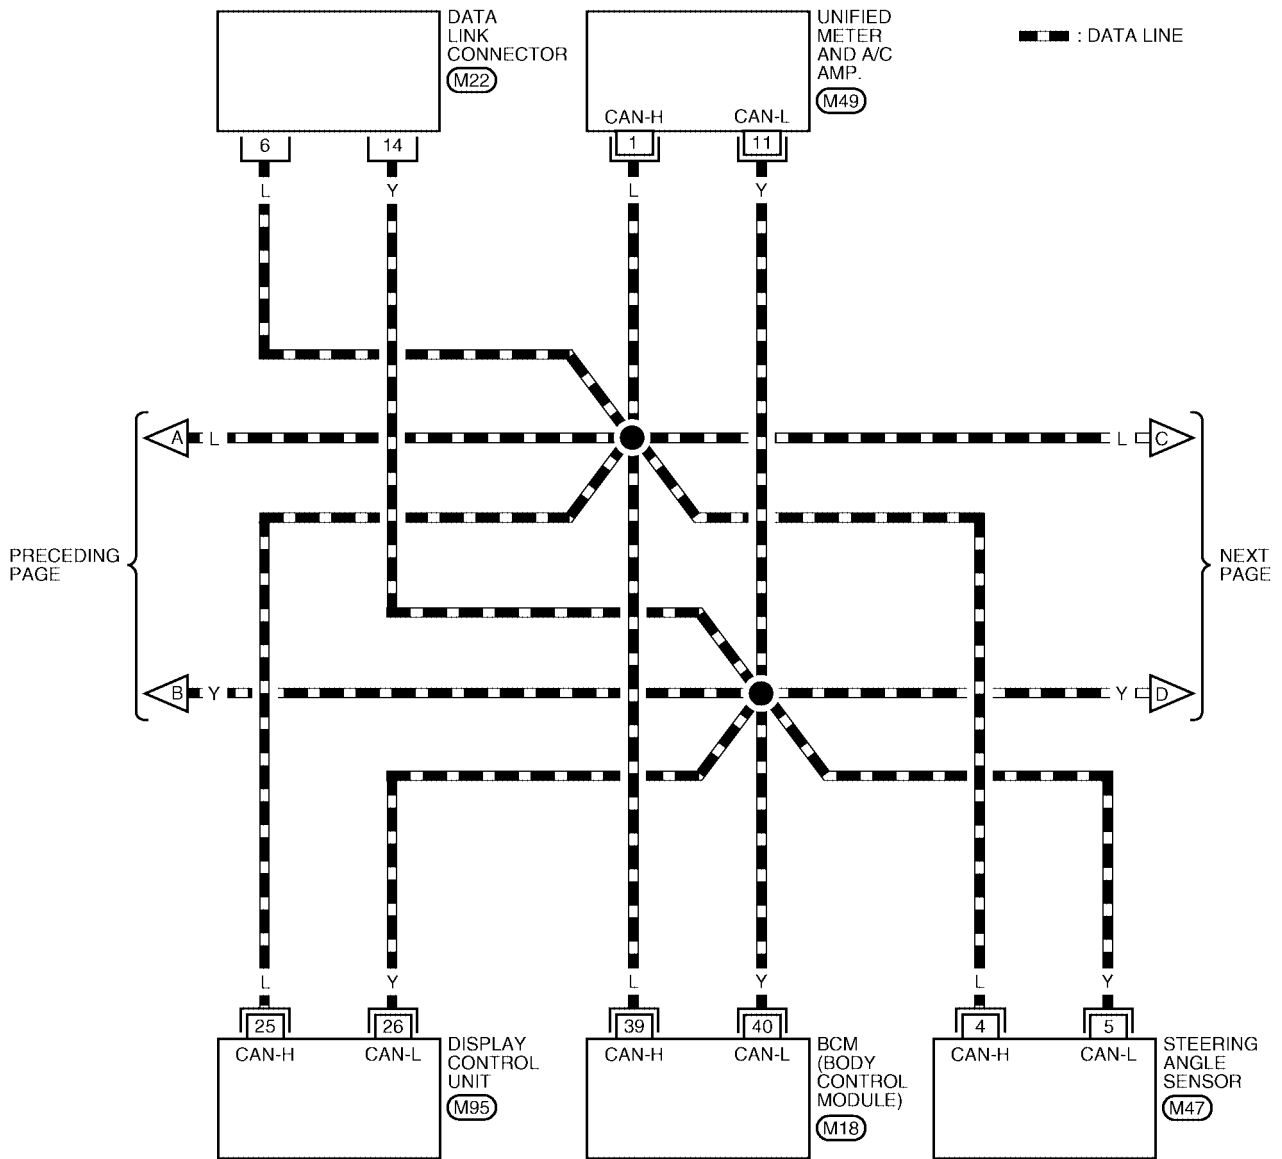 DATA
LINK
CONNECTOR
M22
UNIFIED
METER
AND A/C
AMP.
M49
: DATA LINE
CAN-H
CAN-L
6
14
1
11
L
Y
L
Y
A
L
L
C
PRECEDING
PAGE
NEXT
PAGE
B
Y
Y
D
L
Y
L
Y
L
Y
25
26
39
40
4
5
CAN-H
CAN-L
DISPLAY
CONTROL
UNIT
M95
CAN-H
CAN-L
BCM
(BODY
CONTROL
MODULE)
M18
CAN-H
CAN-L
STEERING
ANGLE
SENSOR
M47